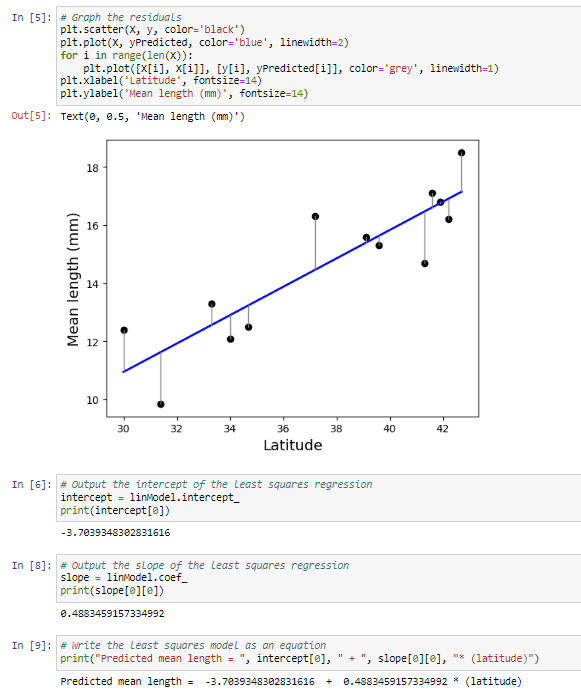 In [5]: # Graph the residuals
plt.scatter(X, y, color='black')
plt.plot(X, yPredicted, color='blue', linewidth=2)
for i in range(len(X)):
plt.plot([X[i], X[i]], [y[i], yPredicted[i]], color='grey', linewidth=1)
plt.xlabel('Latitude', fontsize=14)
plt.ylabel('Mean length (mm)', fontsize=14)
Out[5]: Text(0, 0.5, 'Mean length (mm)')
18
16
14
12
10
Mean length (mm)
30 32 34 36 38 40 42
Latitude
In [6]: # Output the intercept of the least squares regression
intercept = linModel.intercept_
print(intercept[0])
-3.7039348302831616
In [8]: # Output the slope of the least squares regression
slope = linModel.coef_
print(slope[0][0])
0.4883459157334992
In [9]: # Write the least squares model as an equation
print("Predicted mean length = ", intercept[0], " + ", slope[0][0], "* (latitude)")
Predicted mean length =  -3.7039348302831616  +  0.4883459157334992 * (latitude)